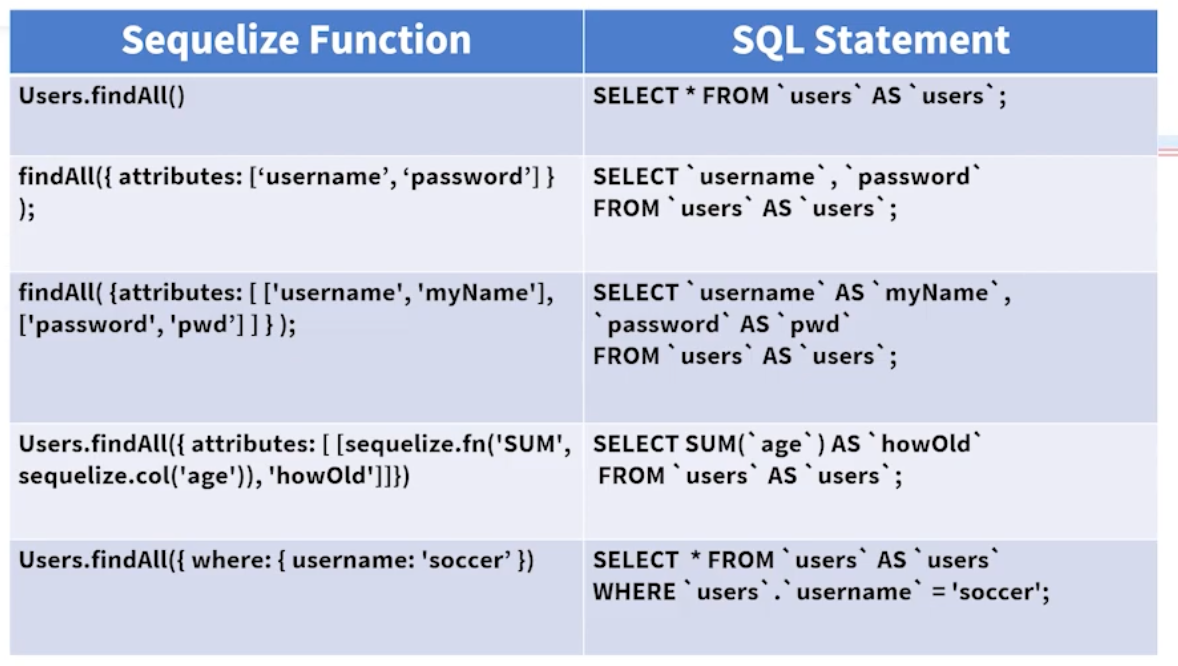 Sequelize Function
SQL Statement
Users.findAll()
SELECT * FROM `users` AS `users`;
findAll({ attributes: [‘username’, ‘password’] }
);
SELECT `username`, `password`
FROM `users` AS `users`;
findAll( {attributes: [ ['username', 'myName'],
['password', 'pwd’] ] } );
SELECT `username` AS `myName`,
`password` AS `pwd`
FROM `users` AS `users`;
Users.findAll({ attributes: [ [sequelize.fn('SUM',
sequelize.col('age')), 'howOld']]})
SELECT SUM(`age`) AS `howOld`
FROM `users` AS `users`;
Users.findAll({ where: { username: 'soccer’ })
SELECT * FROM `users` AS `users`
WHERE `users`.`username` = 'soccer';